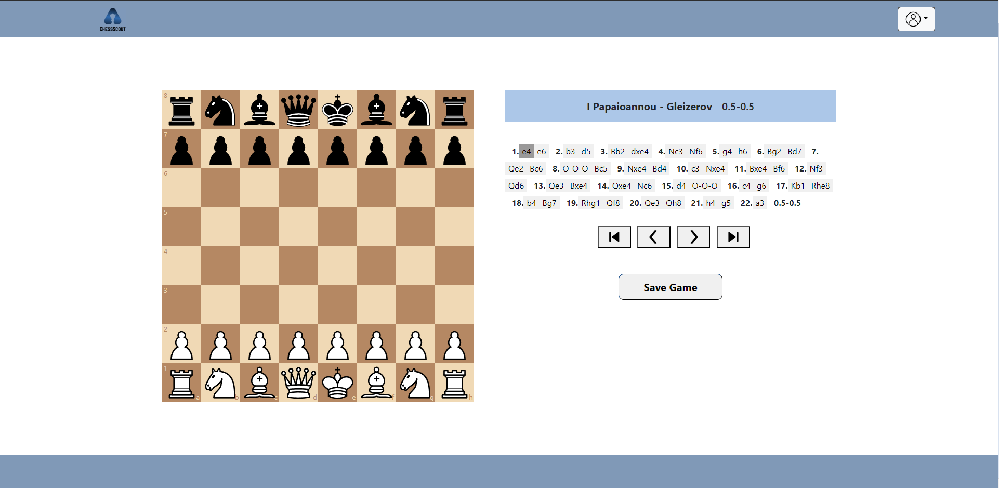 ChessScout
I Papaioannou - Gleizerov 0.5-0.5
1. e4 e6 2. b3 d5 3. Bb2 dxe4 4. Nc3 Nf6 5. g4 h6 6. Bg2 Bd7 7.
Qe2 Bc6 8. O-O-O Bc5 9. Nxe4 Bd4 10. c3 Nxe4 11. Bxe4 Bf6 12. Nf3
Qd6 13. Qe3 Bxe4 14. Qxe4 Nc6 15. d4 O-O-O 16. c4 g6 17. Kb1 Rhe8
18. b4 Bg7 19. Rhg1 Qf8 20. Qe3 Qh8 21. h4 g5 22. a3 0.5-0.5
Save Game
8
7
6
5
4
3
2
1
a b c d e f g h